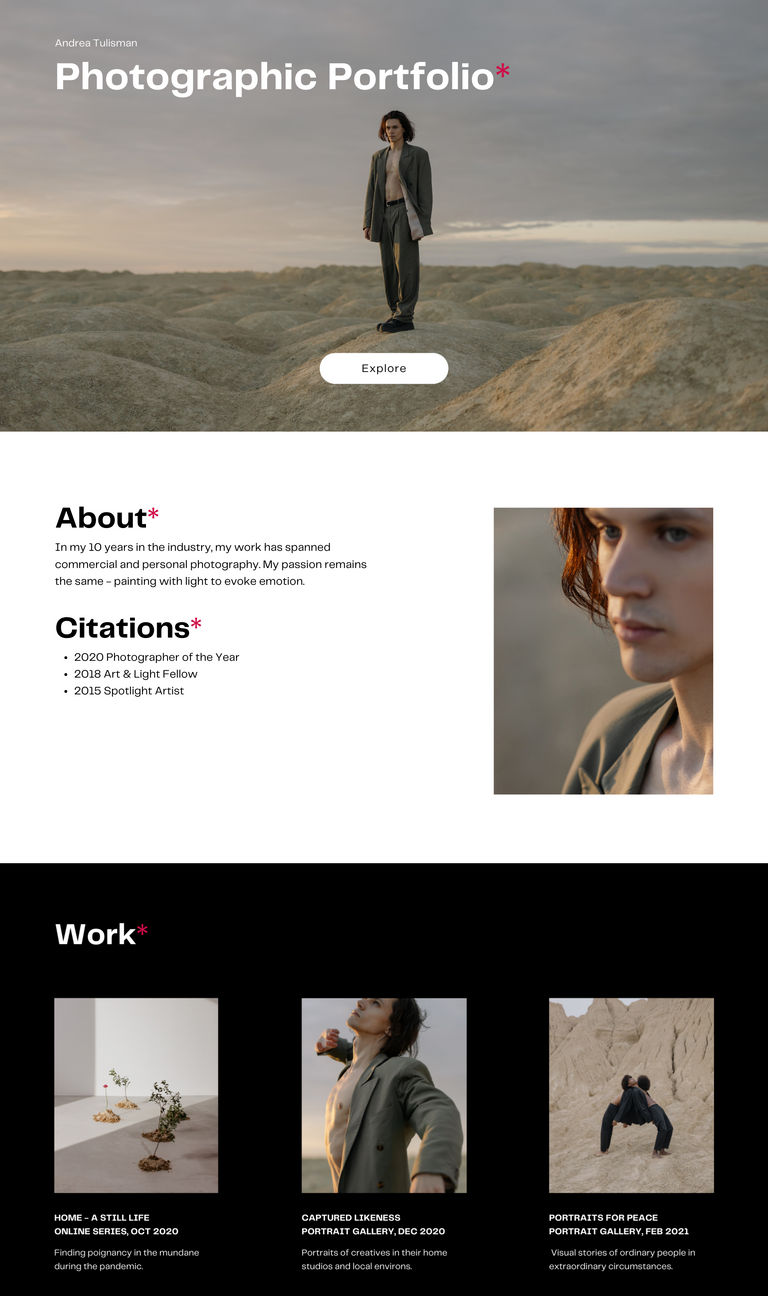 Andrea Tulisman
Photographic Portfolio*
Explore
About*
In my 10 years in the industry, my work has spanned
commercial and personal photography. My passion remains
the same - painting with light to evoke emotion.
Citations*
• 2020 Photographer of the Year
• 2018 Art & Light Fellow
• 2015 Spotlight Artist
Work*
HOME - A STILL LIFE
ONLINE SERIES, OCT 2020
Finding poignancy in the mundane
during the pandemic.
CAPTURED LIKENESS
PORTRAIT GALLERY, DEC 2020
Portraits of creatives in their home
studios and local environs.
PORTRAITS FOR PEACE
PORTRAIT GALLERY, FEB 2021
Visual stories of ordinary people in
extraordinary circumstances.